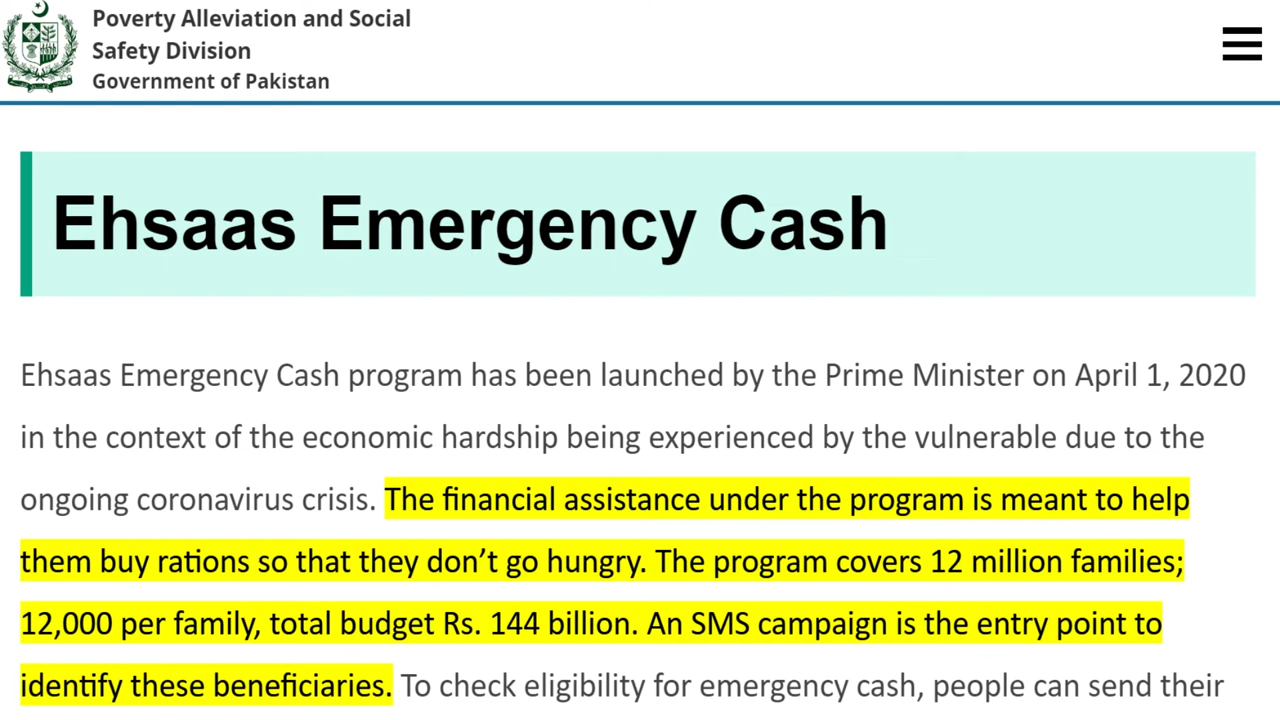 Poverty Alleviation and Social
Safety Division
Government of Pakistan
Ehsaas Emergency Cash
Ehsaas Emergency Cash program has been launched by the Prime Minister on April 1, 2020
in the context of the economic hardship being experienced by the vulnerable due to the
ongoing coronavirus crisis. The financial assistance under the program is meant to help
them buy rations so that they don’t go hungry. The program covers 12 million families;
12,000 per family, total budget Rs. 144 billion. An SMS campaign is the entry point to
identify these beneficiaries. To check eligibility for emergency cash, people can send their